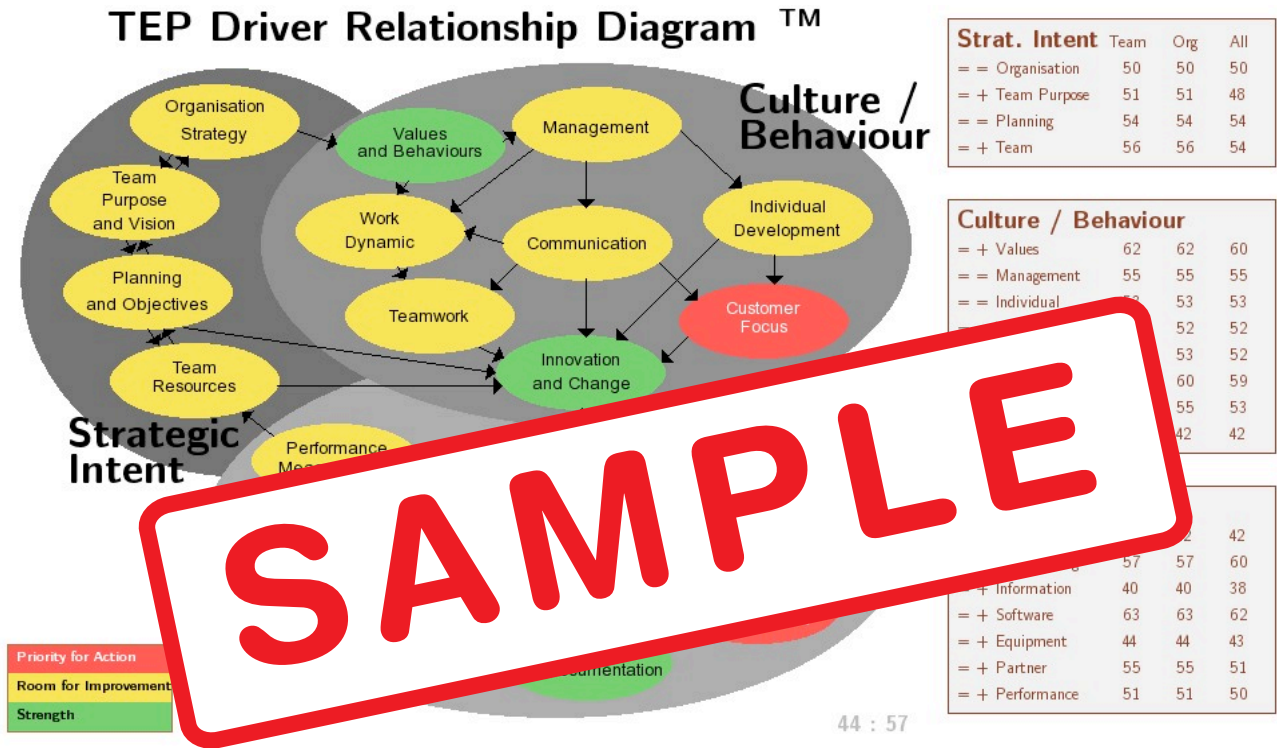 TEP Driver Relationship Diagram ™
Culture /
Behaviour
Organisation
Strategy
Values
and Behaviours
Management
Team
Purpose
and Vision
Work
Dynamic
Communication
Individual
Development
Planning
and Objectives
Teamwork
Customer
Focus
Team
Resources
Innovation
and Change
Strategic
Intent
Performance
SAMPLE
Priority for Action
Room for Improvement
Strength
44 : 57
Strat. Intent Team Org All
= = Organisation 50 50 50
= + Team Purpose 51 51 48
= = Planning 54 54 54
= + Team 56 56 54
Culture / Behaviour
= + Values 62 62 60
= = Management 55 55 55
= = Individual 53 53
52 52
53 52
60 59
55 53
42 42
42
57 57 60
= + Information 40 40 38
= + Software 63 63 62
= + Equipment 44 44 43
= + Partner 55 55 51
= + Performance 51 51 50